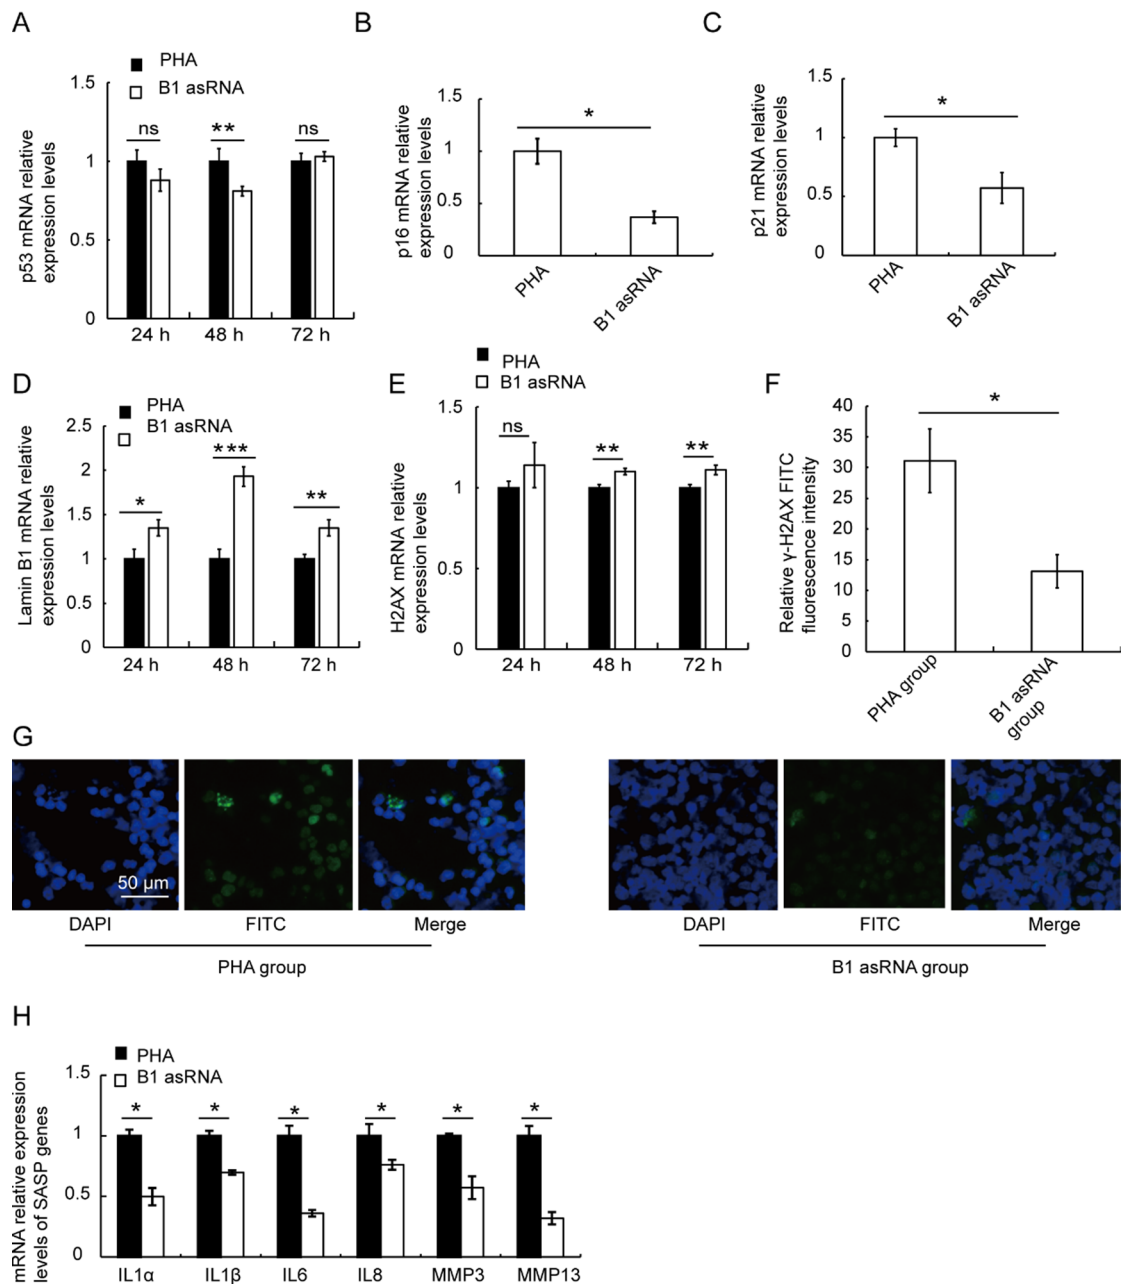 A
PHA
B1 asRNA
p53 mRNA relative
expression levels
1.5
1
0.5
0
ns
**
ns
24 h
48 h
72 h
B
p16 mRNA relative
expression levels
1.5
1
0.5
0
*
PHA
B1 asRNA
C
p21 mRNA relative
expression levels
1.5
1
0.5
0
*
PHA
B1 asRNA
D
PHA
B1 asRNA
Lamin B1 mRNA relative
expression levels
2.5
2
1.5
1
0.5
0
*
***
**
24 h
48 h
72 h
E
PHA
B1 asRNA
H2AX mRNA relative
expression levels
1.5
1
0.5
0
ns
**
**
24 h
48 h
72 h
F
Relative γ-H2AX FITC
fluorescence intensity
40
35
30
25
20
15
10
5
0
*
PHA group
B1 asRNA
group
G
50 μm
DAPI
FITC
Merge
PHA group
DAPI
FITC
Merge
B1 asRNA group
H
PHA
B1 asRNA
mRNA relative expression
levels of SASP genes
1.5
1
0.5
0
*
*
*
*
*
*
IL1α
IL1β
IL6
IL8
MMP3
MMP13